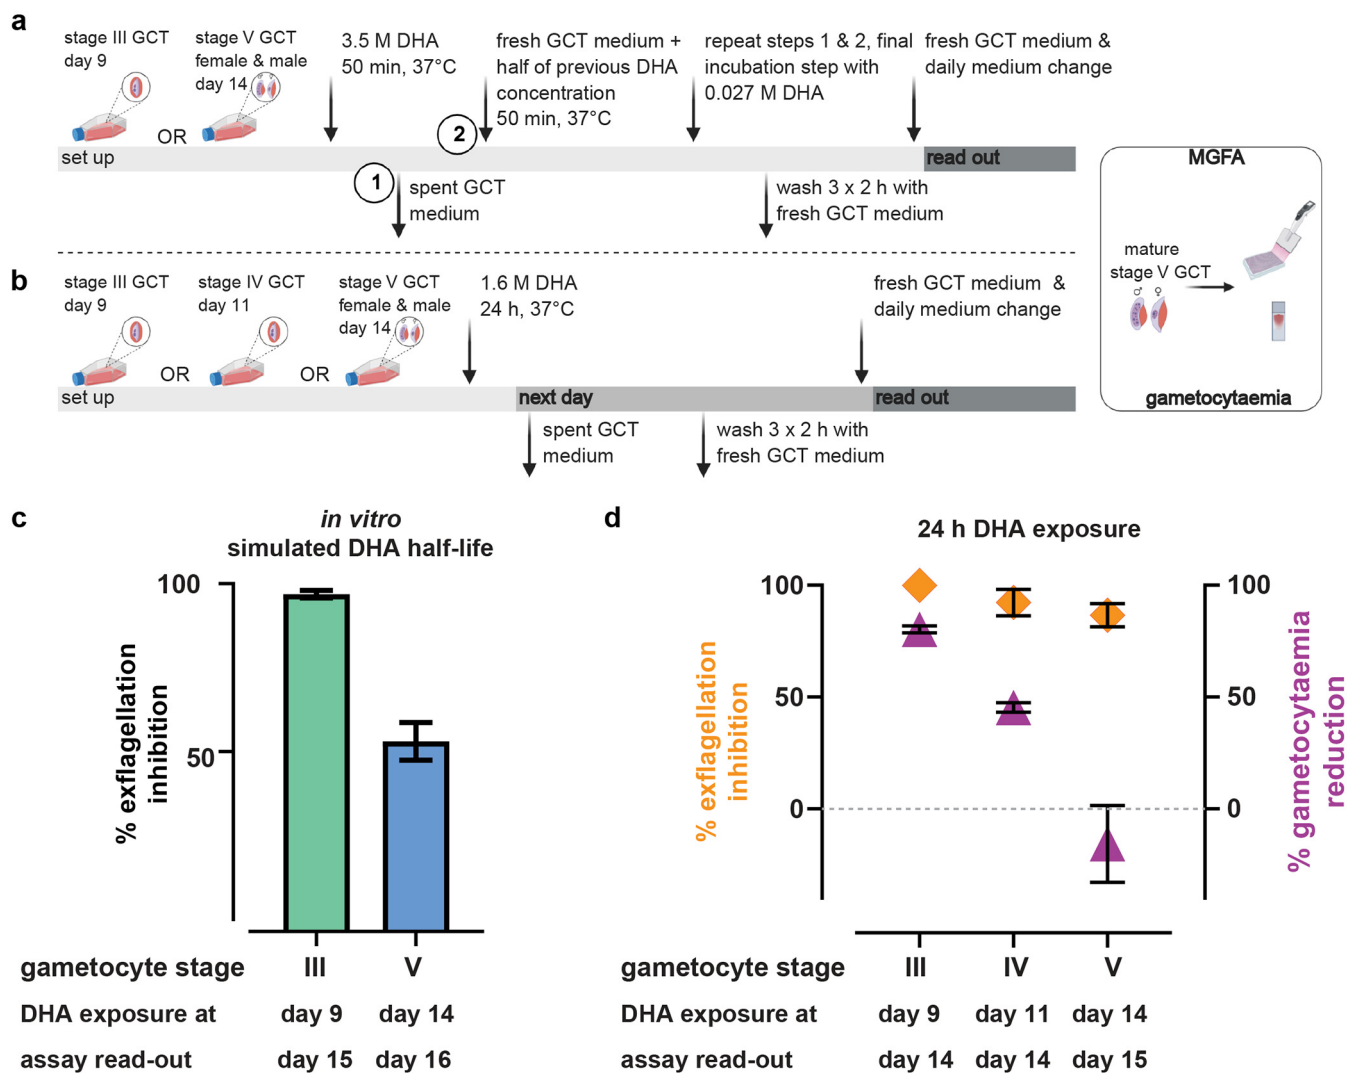 a
stage III GCT
day 9
stage V GCT
female & male
day 14
3.5 M DHA
50 min, 37°C
fresh GCT medium +
half of previous DHA
concentration
50 min, 37°C
repeat steps 1 & 2, final
incubation step with
0.027 M DHA
fresh GCT medium &
daily medium change
OR
2
set up
read out
1
spent GCT
medium
wash 3 x 2 h with
fresh GCT medium
MGFA
mature
stage V GCT
♂ ♀
gametocytaemia
b
stage III GCT
day 9
stage IV GCT
day 11
stage V GCT
female & male
day 14
1.6 M DHA
24 h, 37°C
fresh GCT medium &
daily medium change
OR
OR
set up
next day
read out
spent GCT
medium
wash 3 x 2 h with
fresh GCT medium
c
in vitro
simulated DHA half-life
% exflagellation
inhibition
100
50
gametocyte stage III V
DHA exposure at day 9 day 14
assay read-out day 15 day 16
d
24 h DHA exposure
% exflagellation
inhibition
100
50
0
100
50
0
% gametocytaemia
reduction
gametocyte stage III IV V
DHA exposure at day 9 day 11 day 14
assay read-out day 14 day 14 day 15